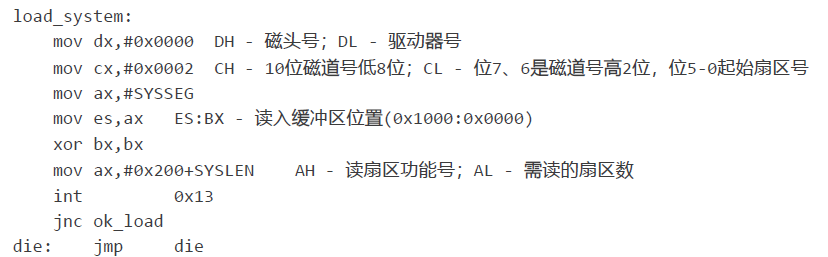 load_system:
mov dx,#0x0000  DH - 磁头号；DL - 驱动器号
mov cx,#0x0002  CH - 10位磁道号低8位；CL - 位7、6是磁道号高2位，位5-0起始扇区号
mov ax,#SYSSEG
mov es,ax   ES:BX - 读入缓冲区位置(0x1000:0x0000)
xor bx,bx
mov ax,#0x200+SYSLEN    AH - 读扇区功能号；AL - 需读的扇区数
int         0x13
jnc ok_load
die:    jmp     die